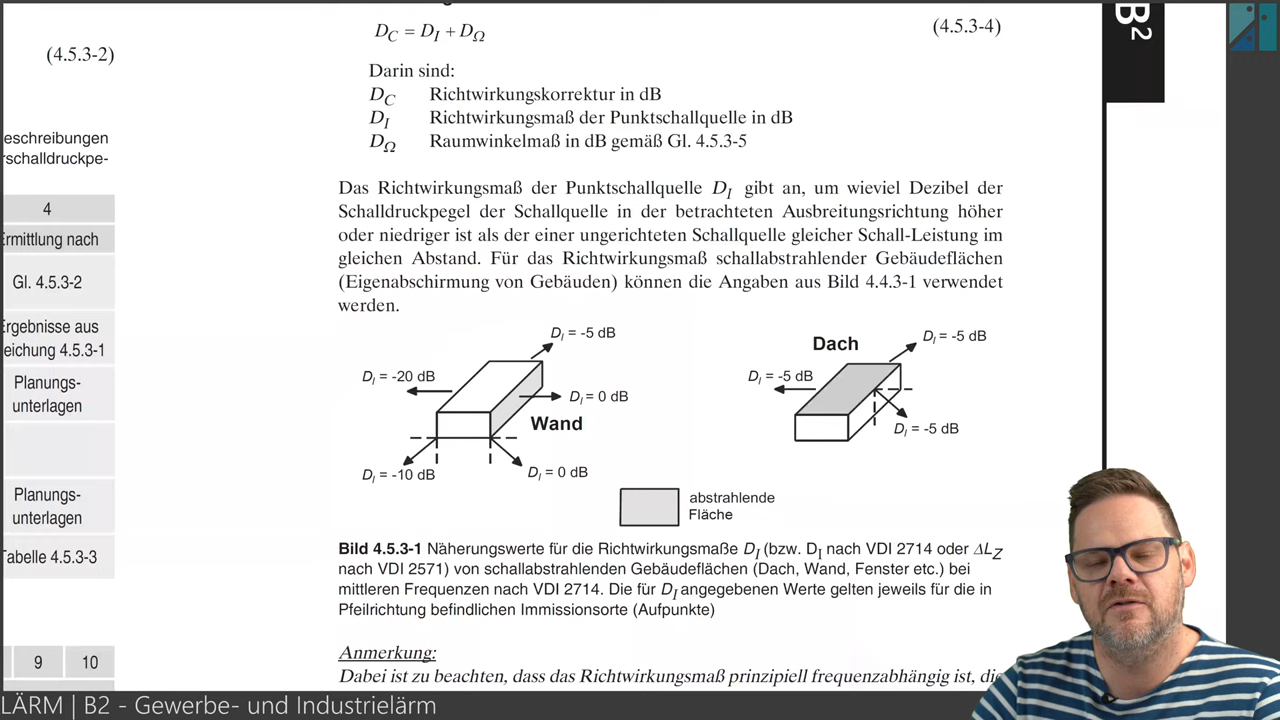 D_C = D_I + D_Ω
(4.5.3-4)
B²
(4.5.3-2)
Darin sind:
D_C Richtwirkungskorrektur in dB
D_I Richtwirkungsmaß der Punktschallquelle in dB
D_Ω Raumwinkelmaß in dB gemäß Gl. 4.5.3-5
eschreibungen
rschalldruckpe-
4
Ermittlung nach
Gl. 4.5.3-2
Ergebnisse aus
leichung 4.5.3-1
Planungs-
unterlagen
Planungs-
unterlagen
Tabelle 4.5.3-3
9 10
Das Richtwirkungsmaß der Punktschallquelle D_I gibt an, um wieviel Dezibel der
Schalldruckpegel der Schallquelle in der betrachteten Ausbreitungsrichtung höher
oder niedriger ist als der einer ungerichteten Schallquelle gleicher Schall-Leistung im
gleichen Abstand. Für das Richtwirkungsmaß schallabstrahlender Gebäudeflächen
(Eigenabschirmung von Gebäuden) können die Angaben aus Bild 4.4.3-1 verwendet
werden.
D_I = -5 dB
D_I = -20 dB
D_I = 0 dB
Wand
D_I = -10 dB
D_I = 0 dB
Dach
D_I = -5 dB
D_I = -5 dB
D_I = -5 dB
abstrahlende
Fläche
Bild 4.5.3-1 Näherungswerte für die Richtwirkungsmaße D_I (bzw. D_I nach VDI 2714 oder ΔL_Z
nach VDI 2571) von schallabstrahlenden Gebäudeflächen (Dach, Wand, Fenster etc.) bei
mittleren Frequenzen nach VDI 2714. Die für D_I angegebenen Werte gelten jeweils für die in
Pfeilrichtung befindlichen Immissionsorte (Aufpunkte)
Anmerkung:
Dabei ist zu beachten, dass das Richtwirkungsmaß prinzipiell frequenzabhängig ist, die
LÄRM | B2 - Gewerbe- und Industrielärm